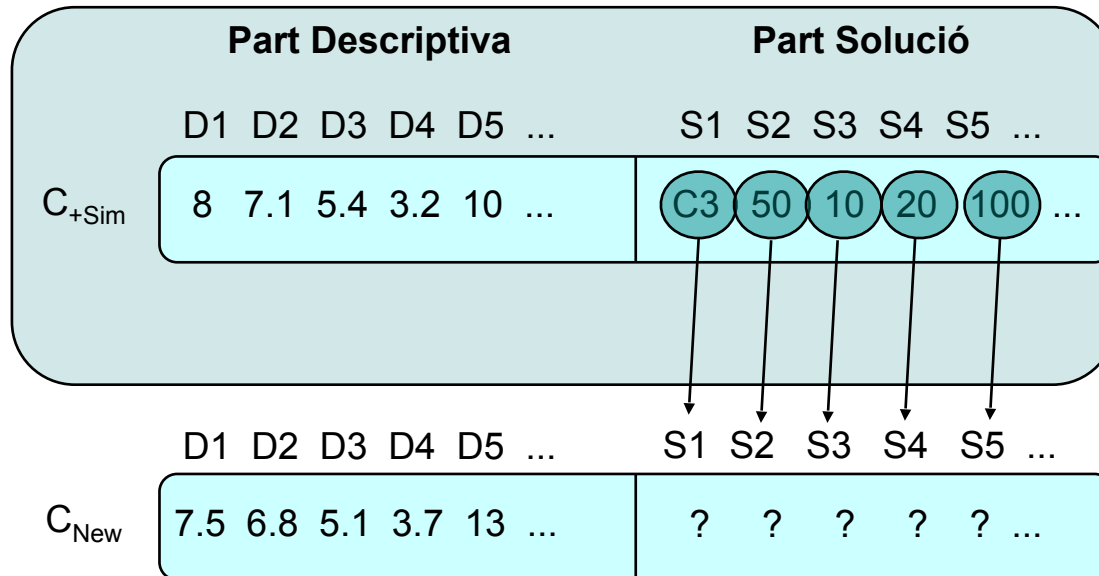 Part Descriptiva Part Solució
D1 D2 D3 D4 D5 ... S1 S2 S3 S4 S5 ...
C+Sim 8 7.1 5.4 3.2 10 ... C3 50 10 20 100 ...
D1 D2 D3 D4 D5 ... S1 S2 S3 S4 S5 ...
CNew 7.5 6.8 5.1 3.7 13 ... ? ? ? ? ? ...